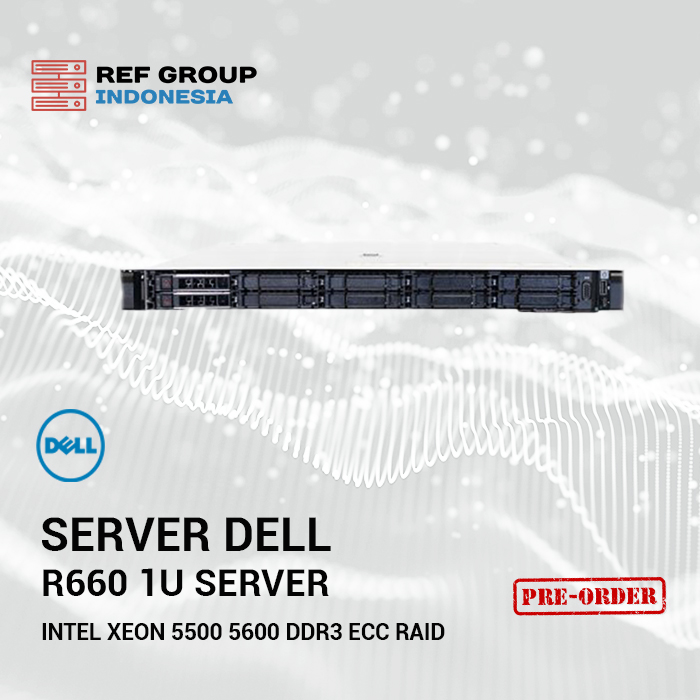 REF GROUP
INDONESIA
DELL
SERVER DELL
R660 1U SERVER
PRE-ORDER
INTEL XEON 5500 5600 DDR3 ECC RAID